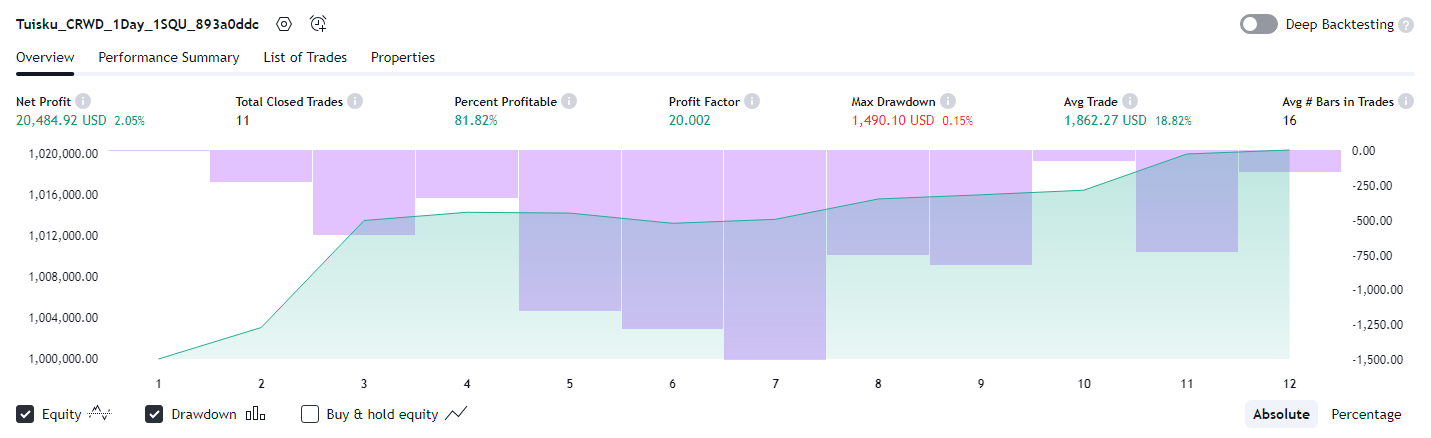 Tuisku_CRWD_1Day_1SQU_893a0ddc Deep Backtesting ?
Overview Performance Summary List of Trades Properties
Net Profit i Total Closed Trades i Percent Profitable i Profit Factor i Max Drawdown i Avg Trade i Avg # Bars in Trades i
20,484.92 USD 2.05% 11 81.82% 20.002 1,490.10 USD 0.15% 1,862.27 USD 18.82% 16
1,020,000.00 0.00
1,016,000.00 -250.00
1,012,000.00 -500.00
1,008,000.00 -750.00
-1,000.00
1,004,000.00 -1,250.00
1,000,000.00 -1,500.00
1 2 3 4 5 6 7 8 9 10 11 12
Equity Drawdown Buy & hold equity Absolute Percentage